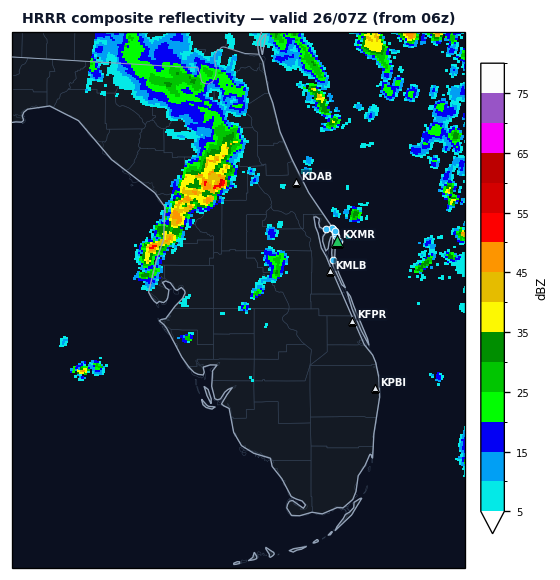 HRRR composite reflectivity — valid 26/07Z (from 06z)
75
65
55
45
35
25
15
5
dBZ
KDAB
KXMR
KMLB
KFPR
KPBI